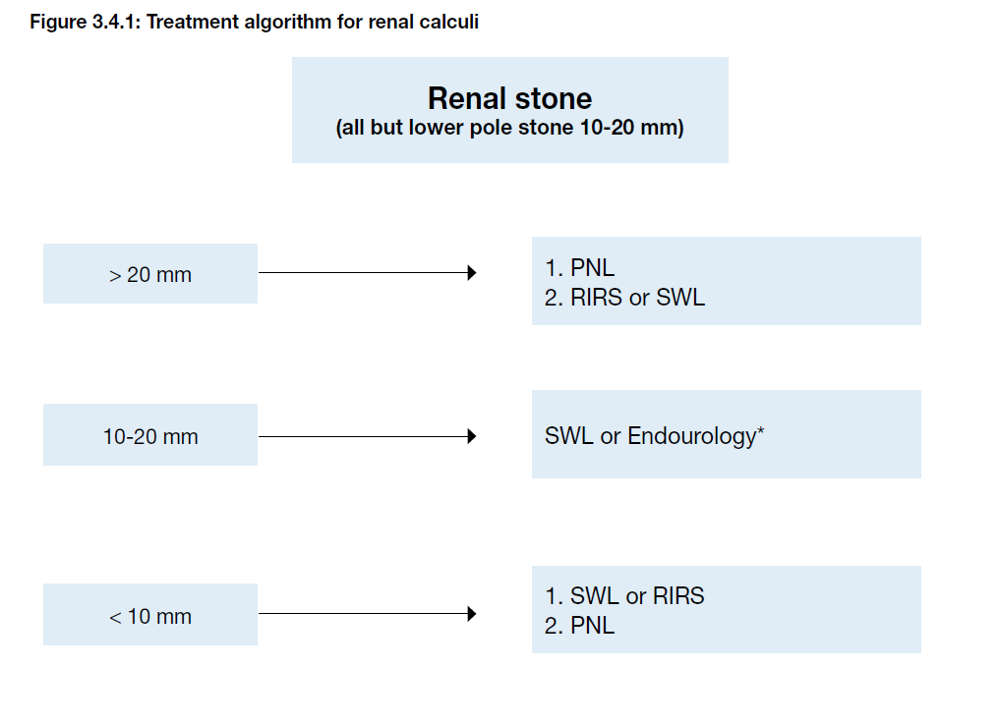 Figure 3.4.1: Treatment algorithm for renal calculi
Renal stone
(all but lower pole stone 10-20 mm)
> 20 mm
1. PNL
2. RIRS or SWL
10-20 mm
SWL or Endourology*
< 10 mm
1. SWL or RIRS
2. PNL